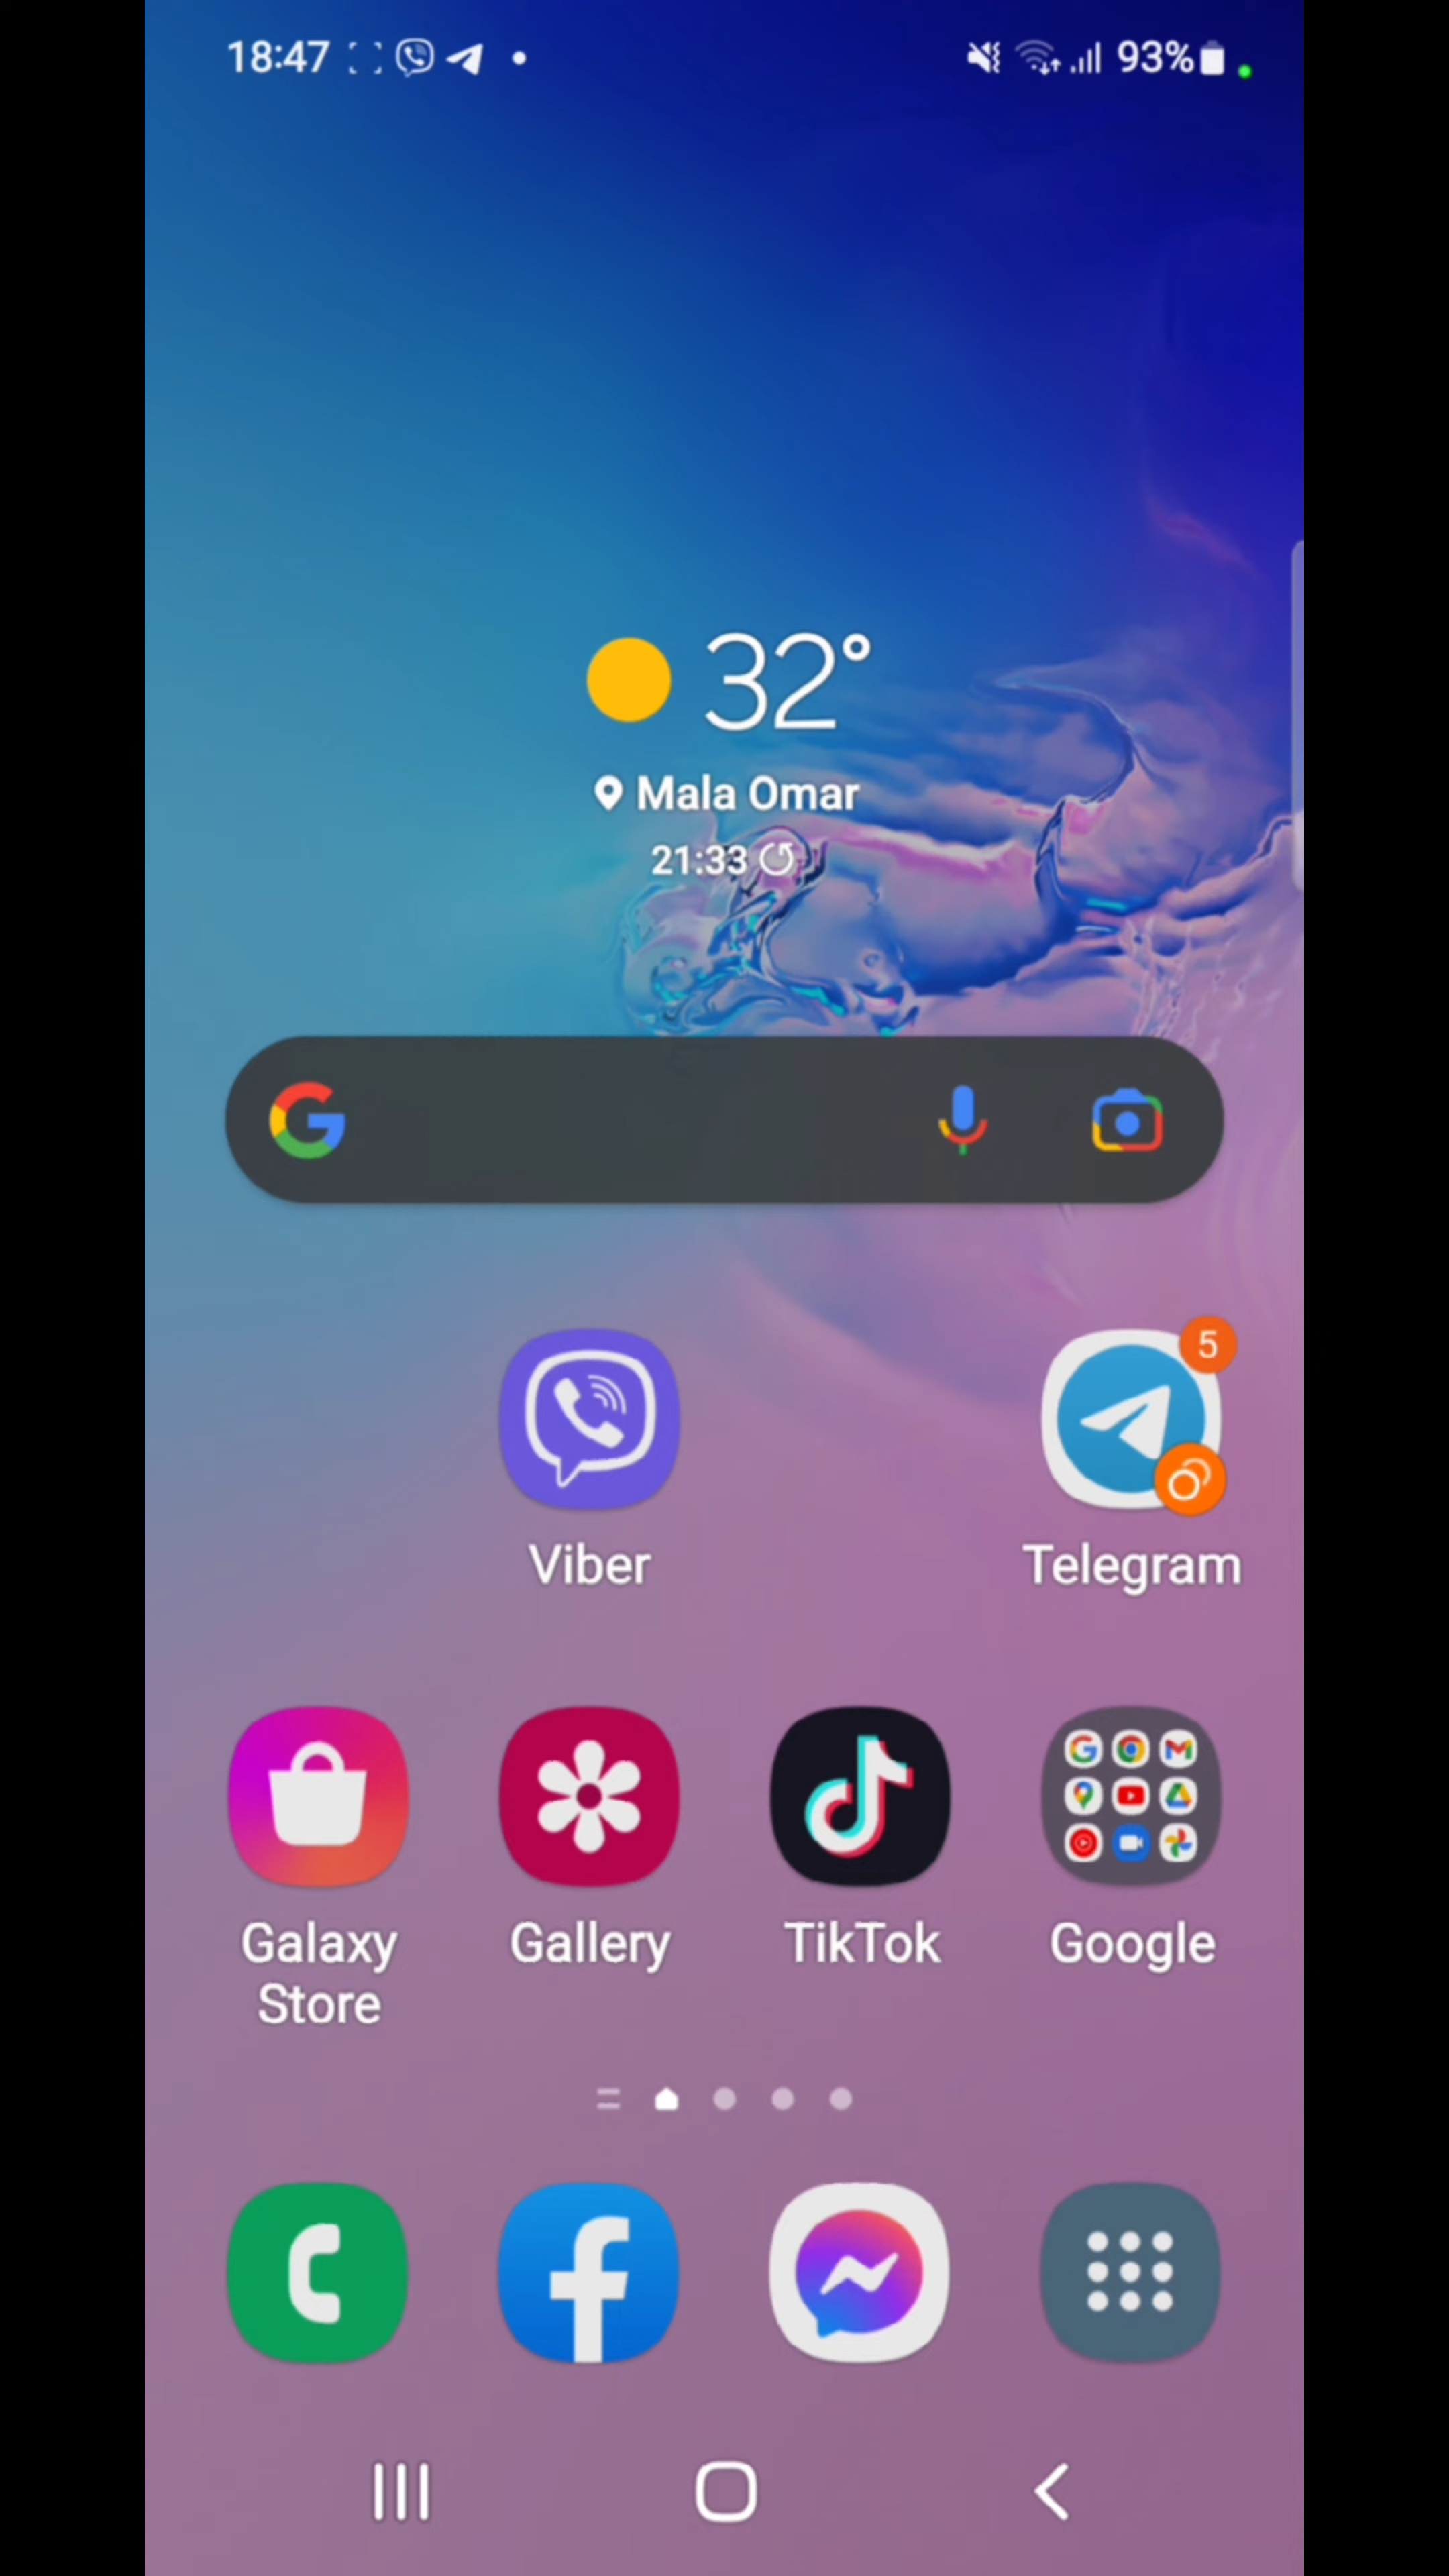 18:47
93%
32°
Mala Omar
21:33
5
Viber
Telegram
Galaxy
Store
Gallery
TikTok
Google